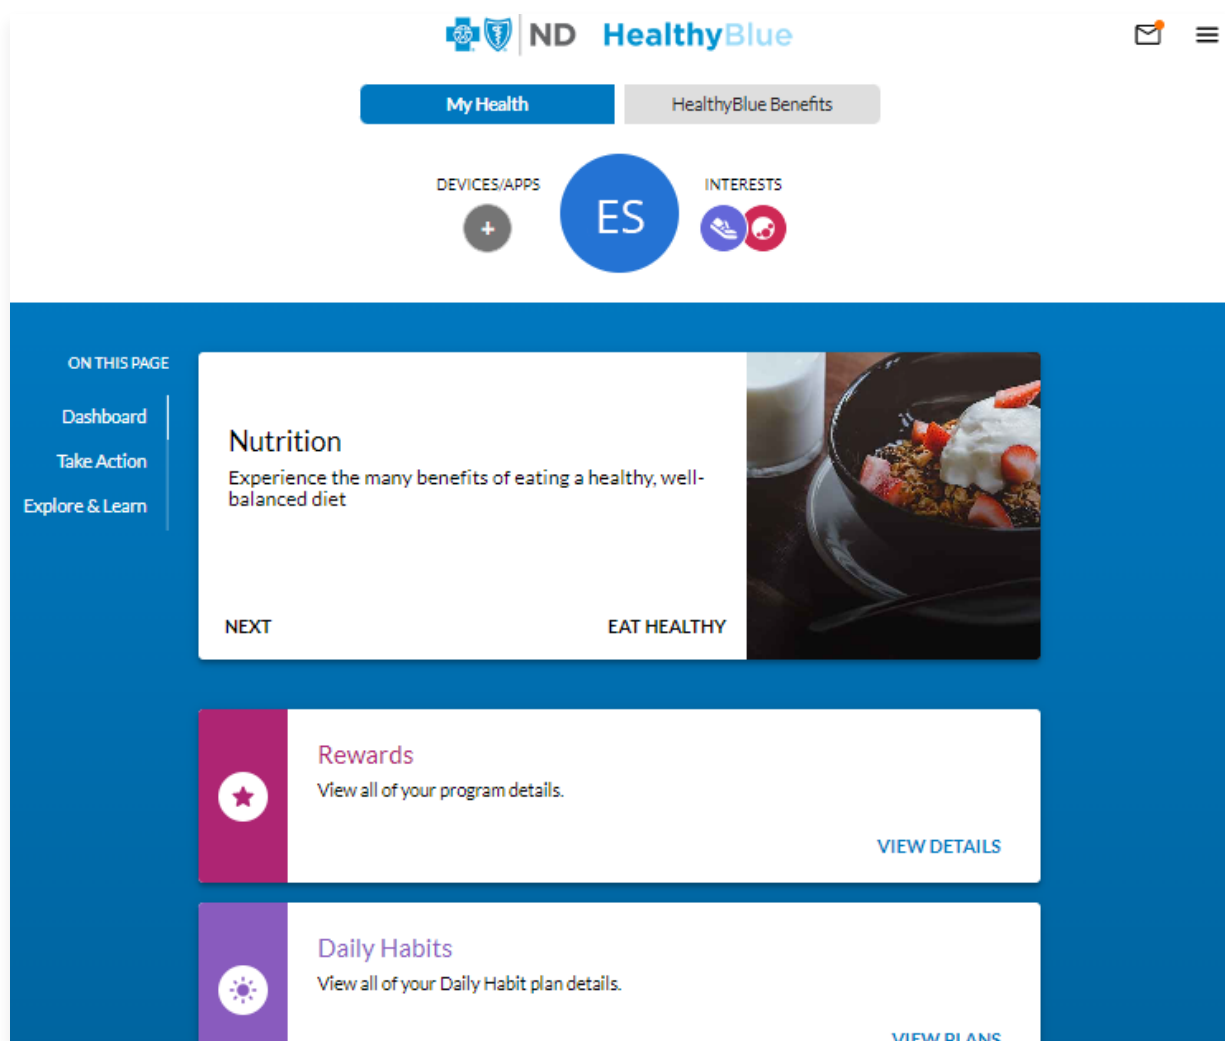 ND HealthyBlue
My Health
HealthyBlue Benefits
DEVICES/APPS
+
ES
INTERESTS
ON THIS PAGE
Dashboard
Take Action
Explore & Learn
Nutrition
Experience the many benefits of eating a healthy, well-
balanced diet
NEXT
EAT HEALTHY
Rewards
View all of your program details.
VIEW DETAILS
Daily Habits
View all of your Daily Habit plan details.
VIEW PLANS